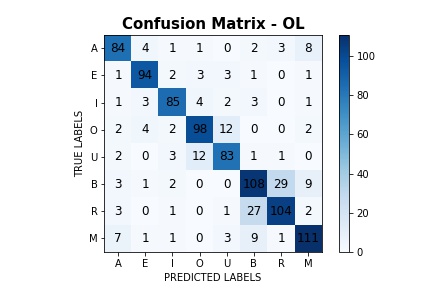 Confusion Matrix - OL
TRUE LABELS
A 84 4 1 1 0 2 3 8
E 1 94 2 3 3 1 0 1
I 1 3 85 4 2 3 0 1
O 2 4 2 98 12 0 0 2
U 2 0 3 12 83 1 1 0
B 3 1 2 0 0 108 29 9
R 3 0 1 0 1 27 104 2
M 7 1 1 0 3 9 1 111
A E I O U B R M
PREDICTED LABELS
100
80
60
40
20
0